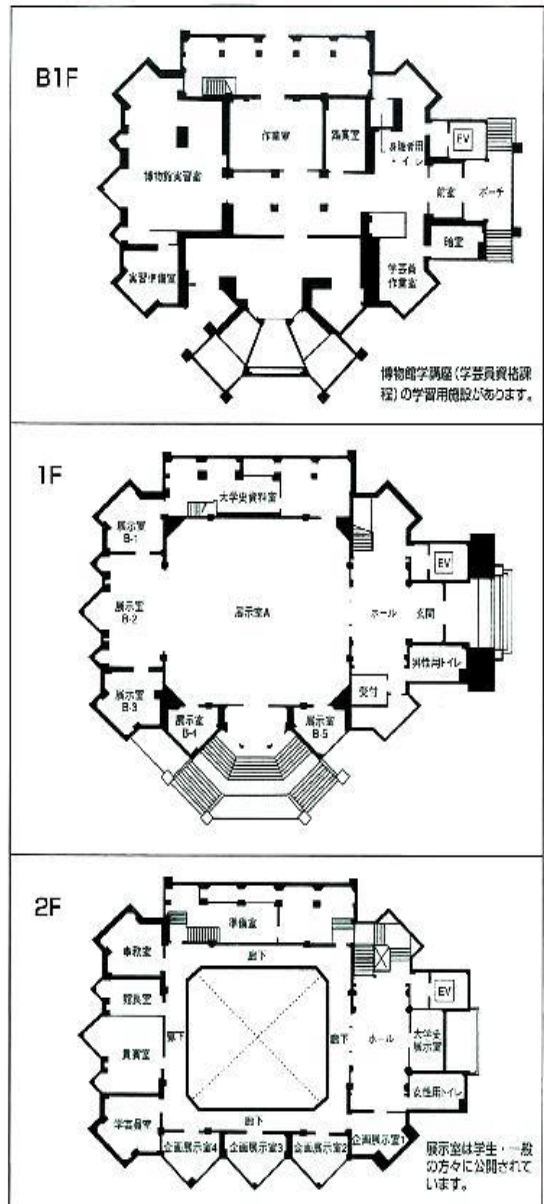 B1F
作業室
EV
博物館実習室
身障者用
トイレ
前室
ポーチ
暗室
実習準備室
学芸員
作業室
博物館学講座(学芸員資格課
程)の学習用施設があります。
1F
大学史資料室
展示室
B-1
EV
展示室
B-2
展示室A
ホール
玄関
男性用トイレ
展示室
B-3
受付
展示室
B-4
展示室
B-5
2F
準備室
事務室
廊下
EV
館長室
貴賓室
廊下
廊下
ホール
大学史
展示室
女性用トイレ
学芸員室
廊下
企画展示室4
企画展示室3
企画展示室2
企画展示室1
展示室は学生・一般
の方々に公開されて
います。